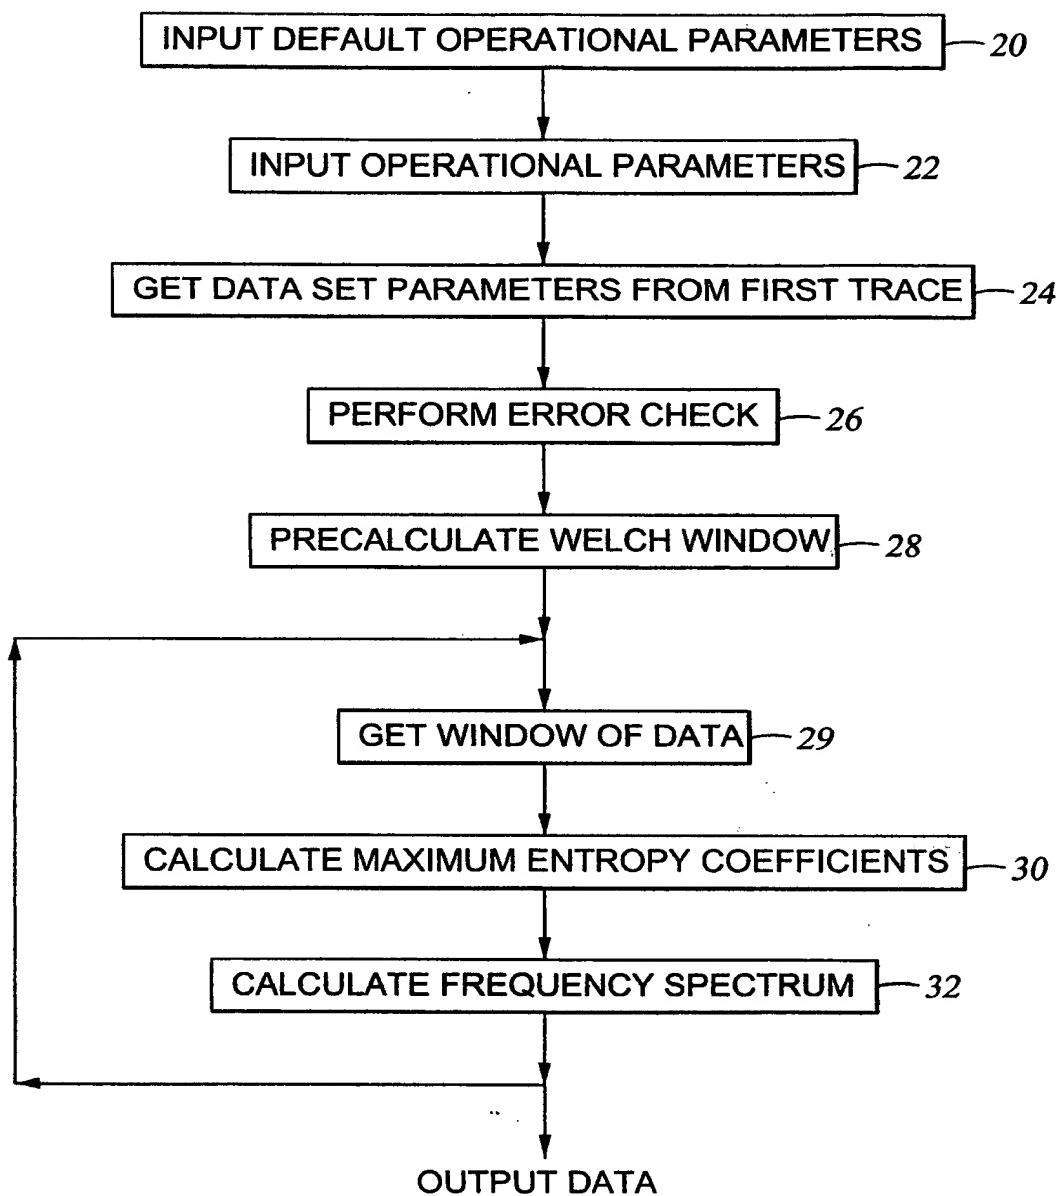 INPUT DEFAULT OPERATIONAL PARAMETERS 20
INPUT OPERATIONAL PARAMETERS 22
GET DATA SET PARAMETERS FROM FIRST TRACE 24
PERFORM ERROR CHECK 26
PRECALCULATE WELCH WINDOW 28
GET WINDOW OF DATA 29
CALCULATE MAXIMUM ENTROPY COEFFICIENTS 30
CALCULATE FREQUENCY SPECTRUM 32
OUTPUT DATA